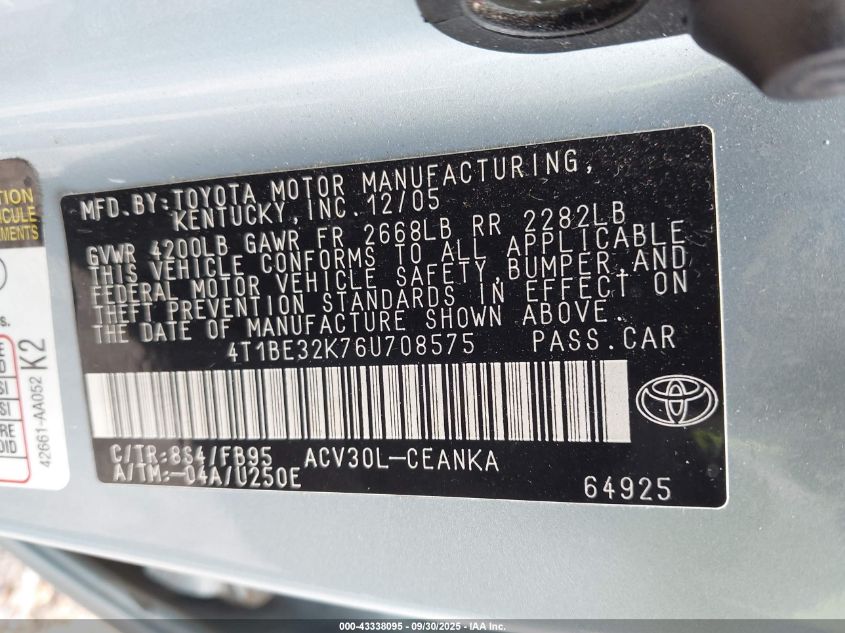 MFD.BY:TOYOTA MOTOR MANUFACTURING,
KENTUCKY,INC.12/05
GVWR 4200LB GAWR FR 2668LB RR 2282LB
THIS VEHICLE CONFORMS TO ALL APPLICABLE
FEDERAL MOTOR VEHICLE SAFETY,BUMPER,AND
THEFT PREVENTION STANDARDS IN EFFECT ON
THE DATE OF MANUFACTURE SHOWN ABOVE.
4T1BE32K76U708575 PASS.CAR
C/TR:8S4/FB95 ACV30L-CEANKA
A/TM:-04A/U250E
64925
42661-AA052 K2
000-43338095 - 09/30/2025 - IAA Inc.